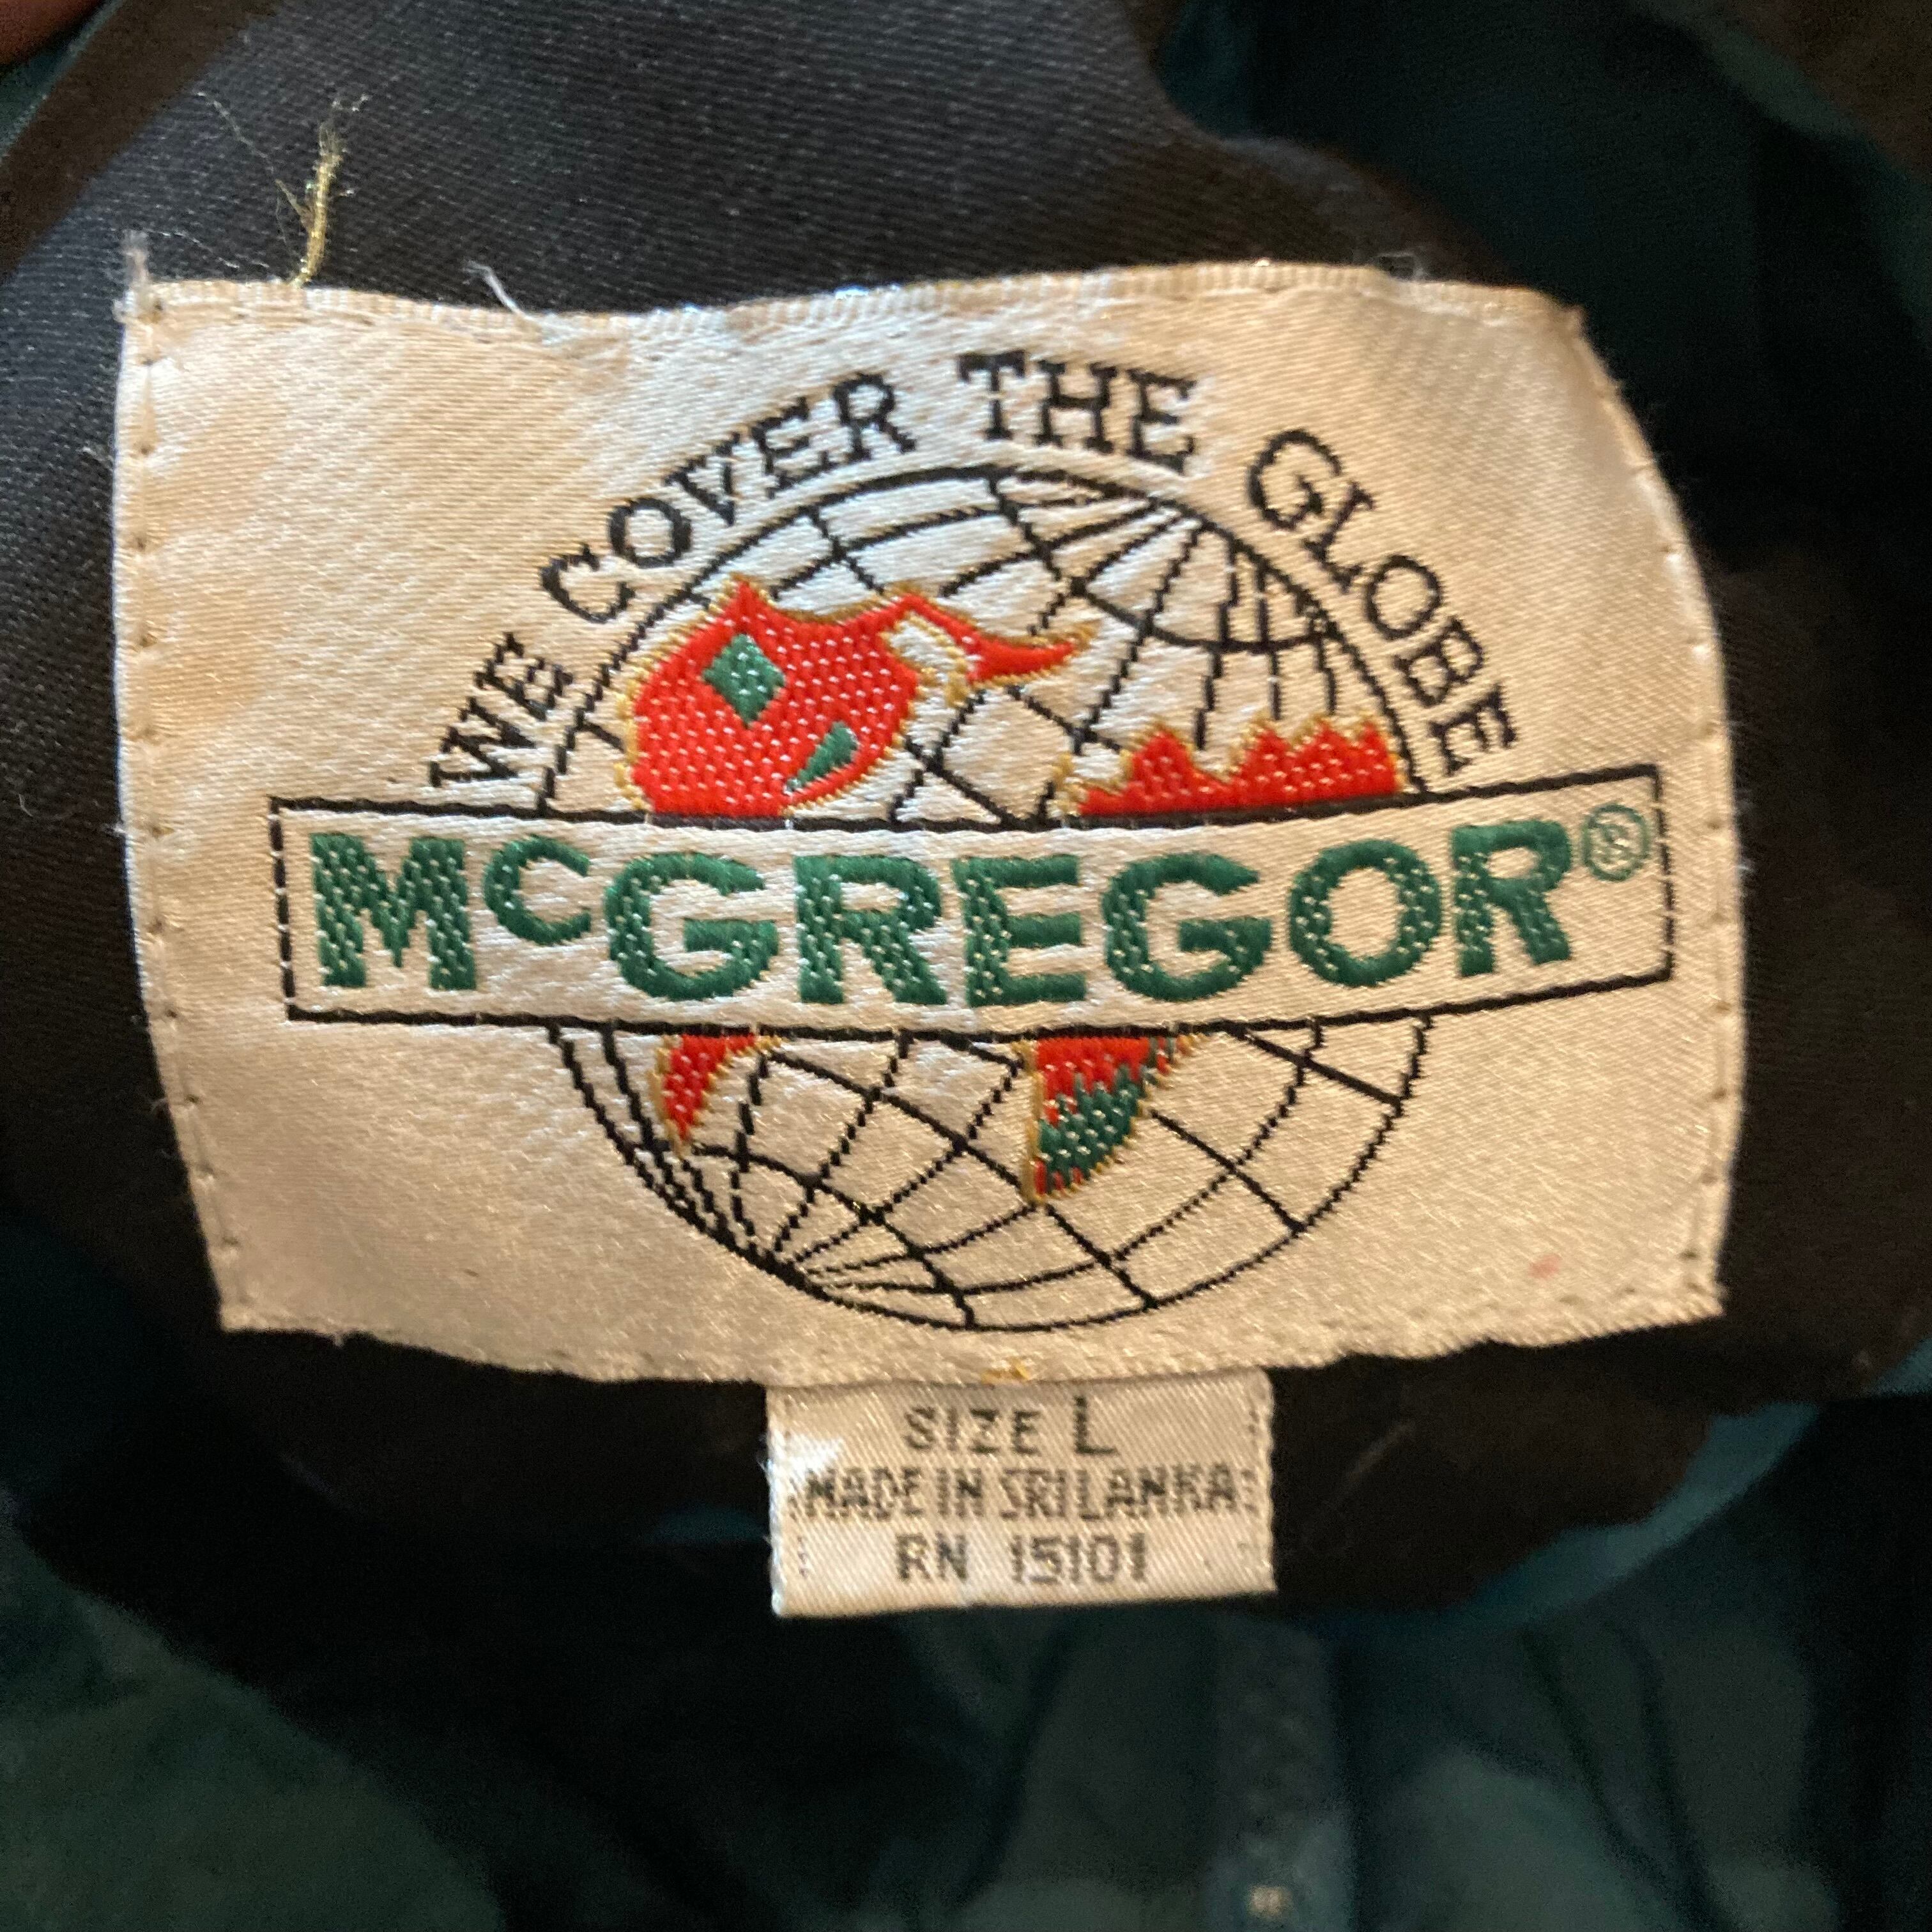 WE COVER THE GLOBE
McGREGOR®
SIZE L
MADE IN SRI LANKA
RN 15101